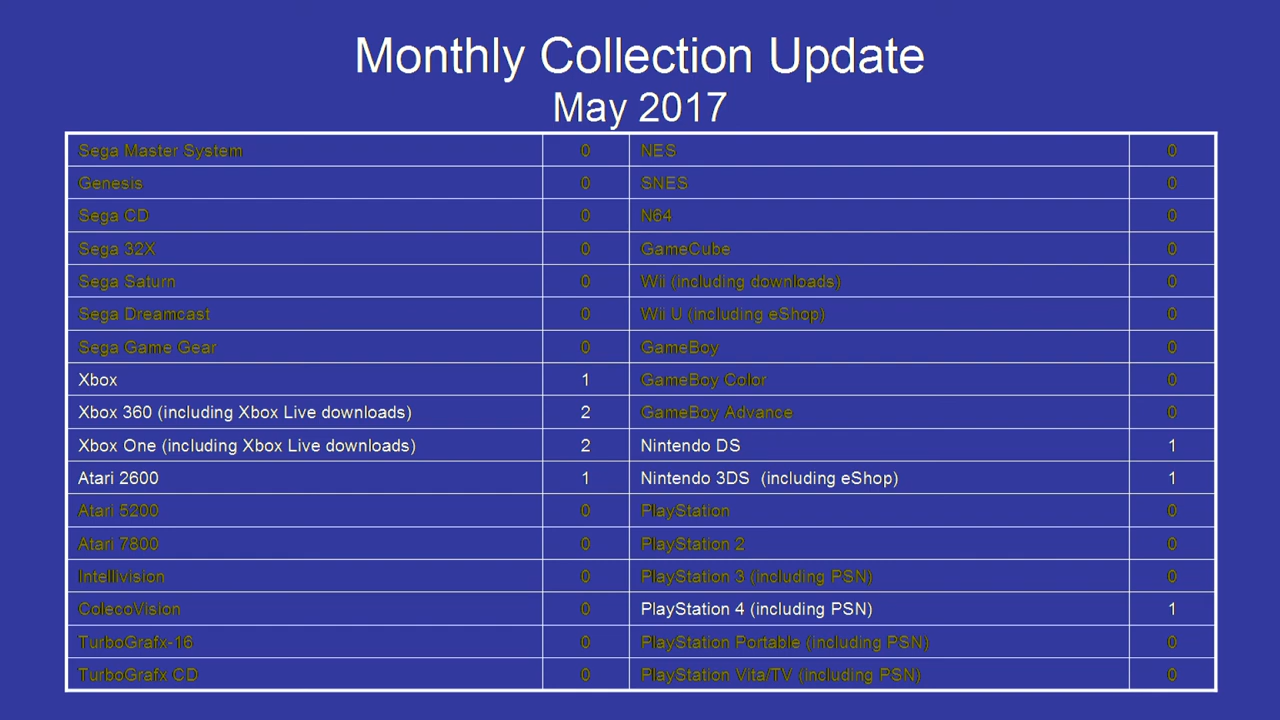 Monthly Collection Update
May 2017
Sega Master System 0 NES 0
Genesis 0 SNES 0
Sega CD 0 N64 0
Sega 32X 0 GameCube 0
Sega Saturn 0 Wii (including downloads) 0
Sega Dreamcast 0 Wii U (including eShop) 0
Sega Game Gear 0 GameBoy 0
Xbox 1 GameBoy Color 0
Xbox 360 (including Xbox Live downloads) 2 GameBoy Advance 0
Xbox One (including Xbox Live downloads) 2 Nintendo DS 1
Atari 2600 1 Nintendo 3DS (including eShop) 1
Atari 5200 0 PlayStation 0
Atari 7800 0 PlayStation 2 0
Intellivision 0 PlayStation 3 (including PSN) 0
ColecoVision 0 PlayStation 4 (including PSN) 1
TurboGrafx-16 0 PlayStation Portable (including PSN) 0
TurboGrafx CD 0 PlayStation Vita/TV (including PSN) 0